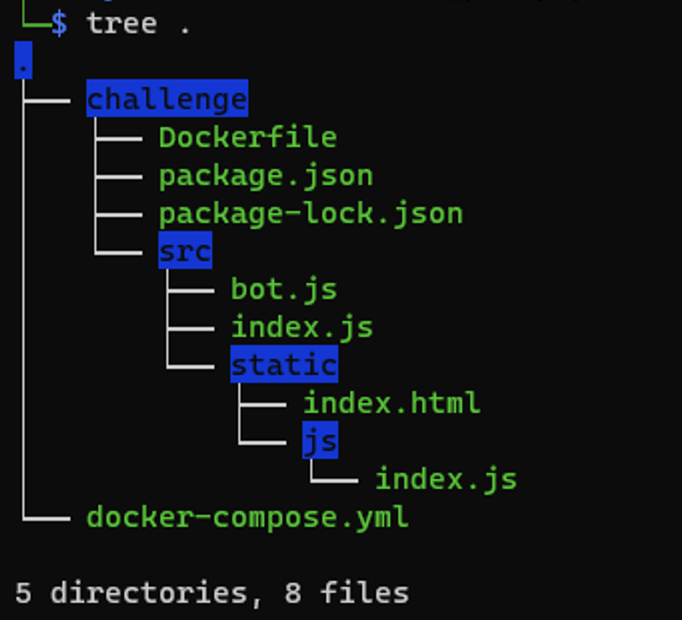 $ tree .
.
├── challenge
│   ├── Dockerfile
│   ├── package.json
│   ├── package-lock.json
│   └── src
│       ├── bot.js
│       ├── index.js
│       └── static
│           ├── index.html
│           └── js
│               └── index.js
└── docker-compose.yml
5 directories, 8 files